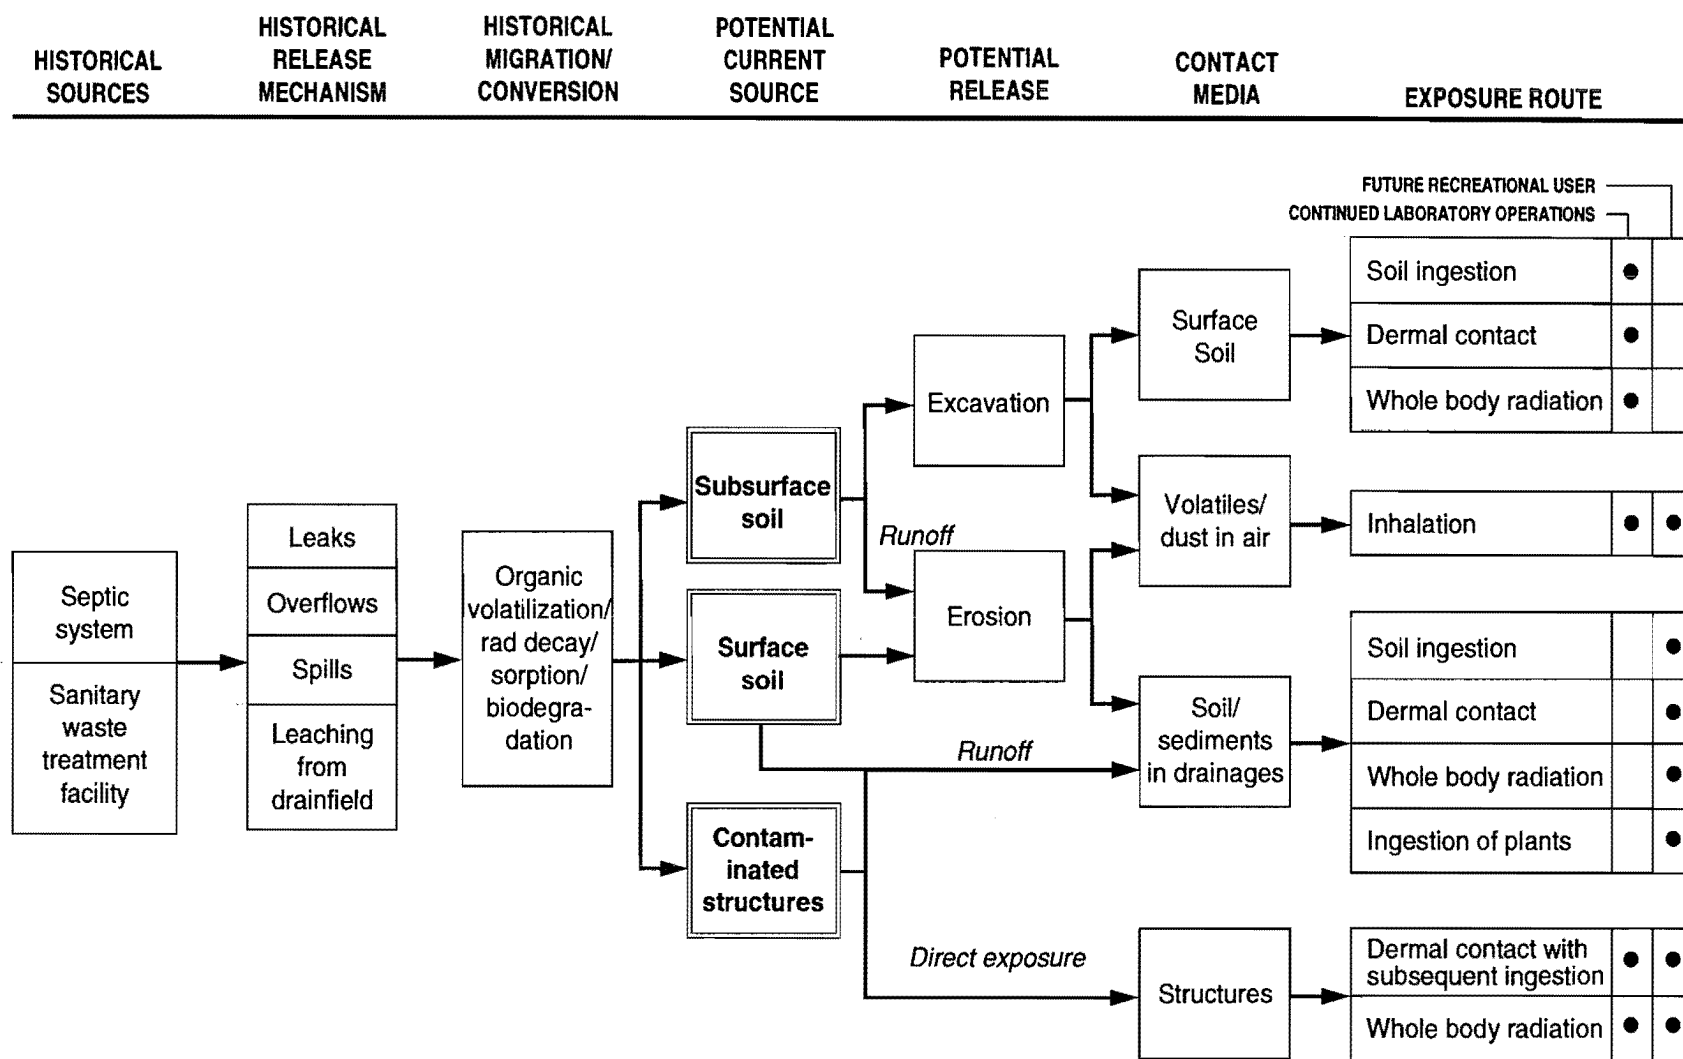 HISTORICAL
SOURCES
HISTORICAL
RELEASE
MECHANISM
HISTORICAL
MIGRATION/
CONVERSION
POTENTIAL
CURRENT
SOURCE
POTENTIAL
RELEASE
CONTACT
MEDIA
EXPOSURE ROUTE
FUTURE RECREATIONAL USER
CONTINUED LABORATORY OPERATIONS
Septic
system
Sanitary
waste
treatment
facility
Leaks
Overflows
Spills
Leaching
from
drainfield
Organic
volatilization/
rad decay/
sorption/
biodegra-
dation
Subsurface
soil
Surface
soil
Contam-
inated
structures
Excavation
Runoff
Erosion
Runoff
Direct exposure
Surface
Soil
Volatiles/
dust in air
Soil/
sediments
in drainages
Structures
Soil ingestion
Dermal contact
Whole body radiation
Inhalation
Soil ingestion
Dermal contact
Whole body radiation
Ingestion of plants
Dermal contact with
subsequent ingestion
Whole body radiation